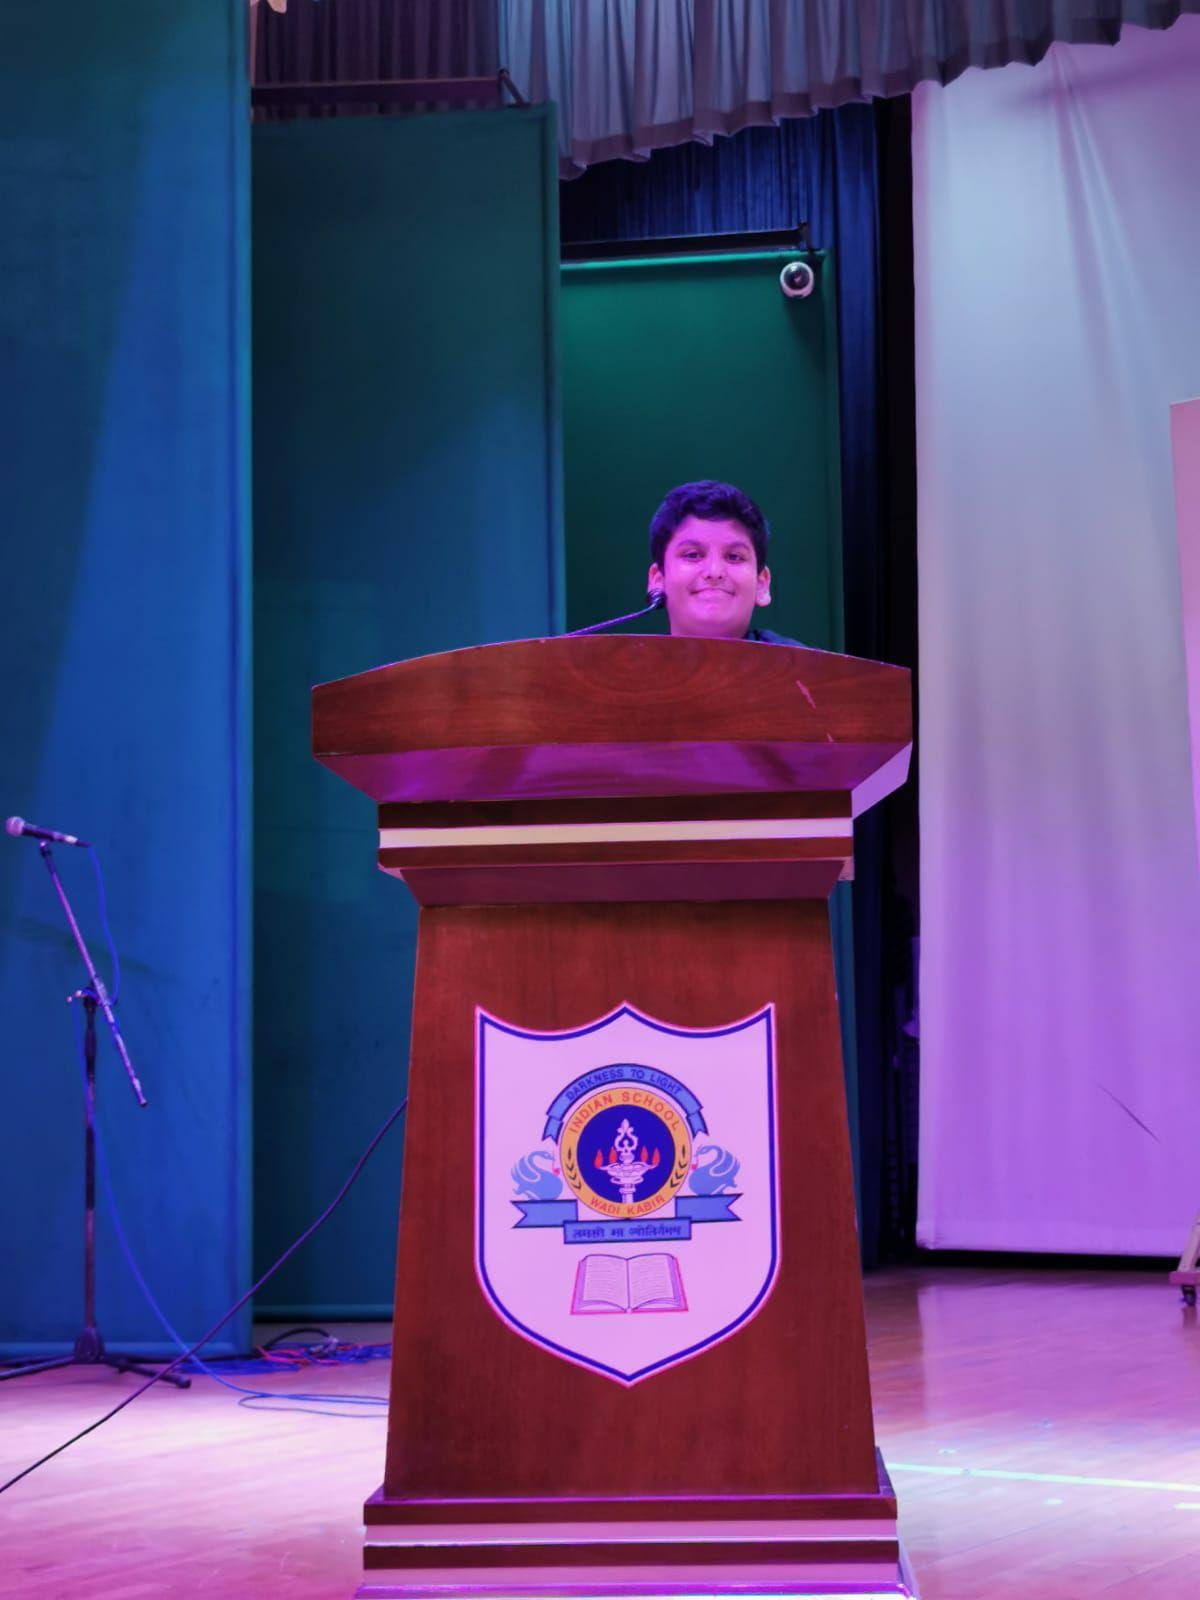 DARKNESS TO LIGHT
INDIAN SCHOOL
WADI KABIR
तमसो मा ज्योतिर्गमय